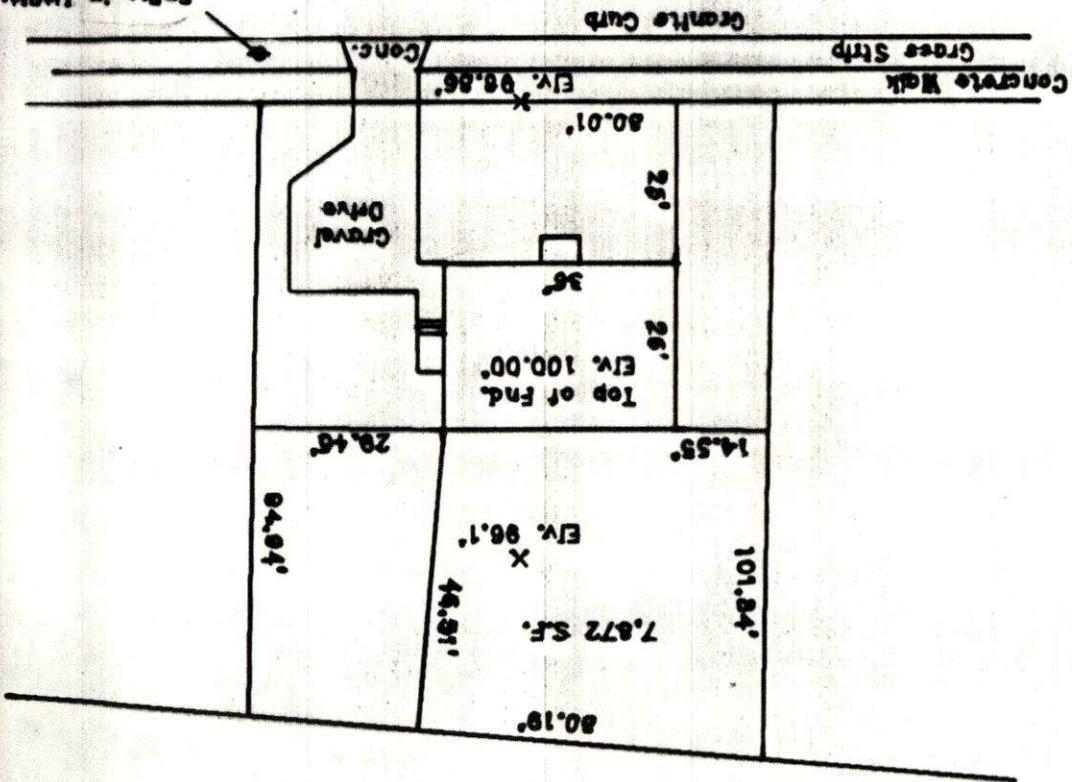 80.19'
7,872 S.F.
101.84'
46.51'
94.94'
Elv. 96.1'
14.55'
29.46'
Top of Fnd.
Elv. 100.00'
26'
36'
Gravel
Drive
25'
80.01'
Elv. 98.86'
Concrete Walk
Grass Strip
Conc.
Granite Curb